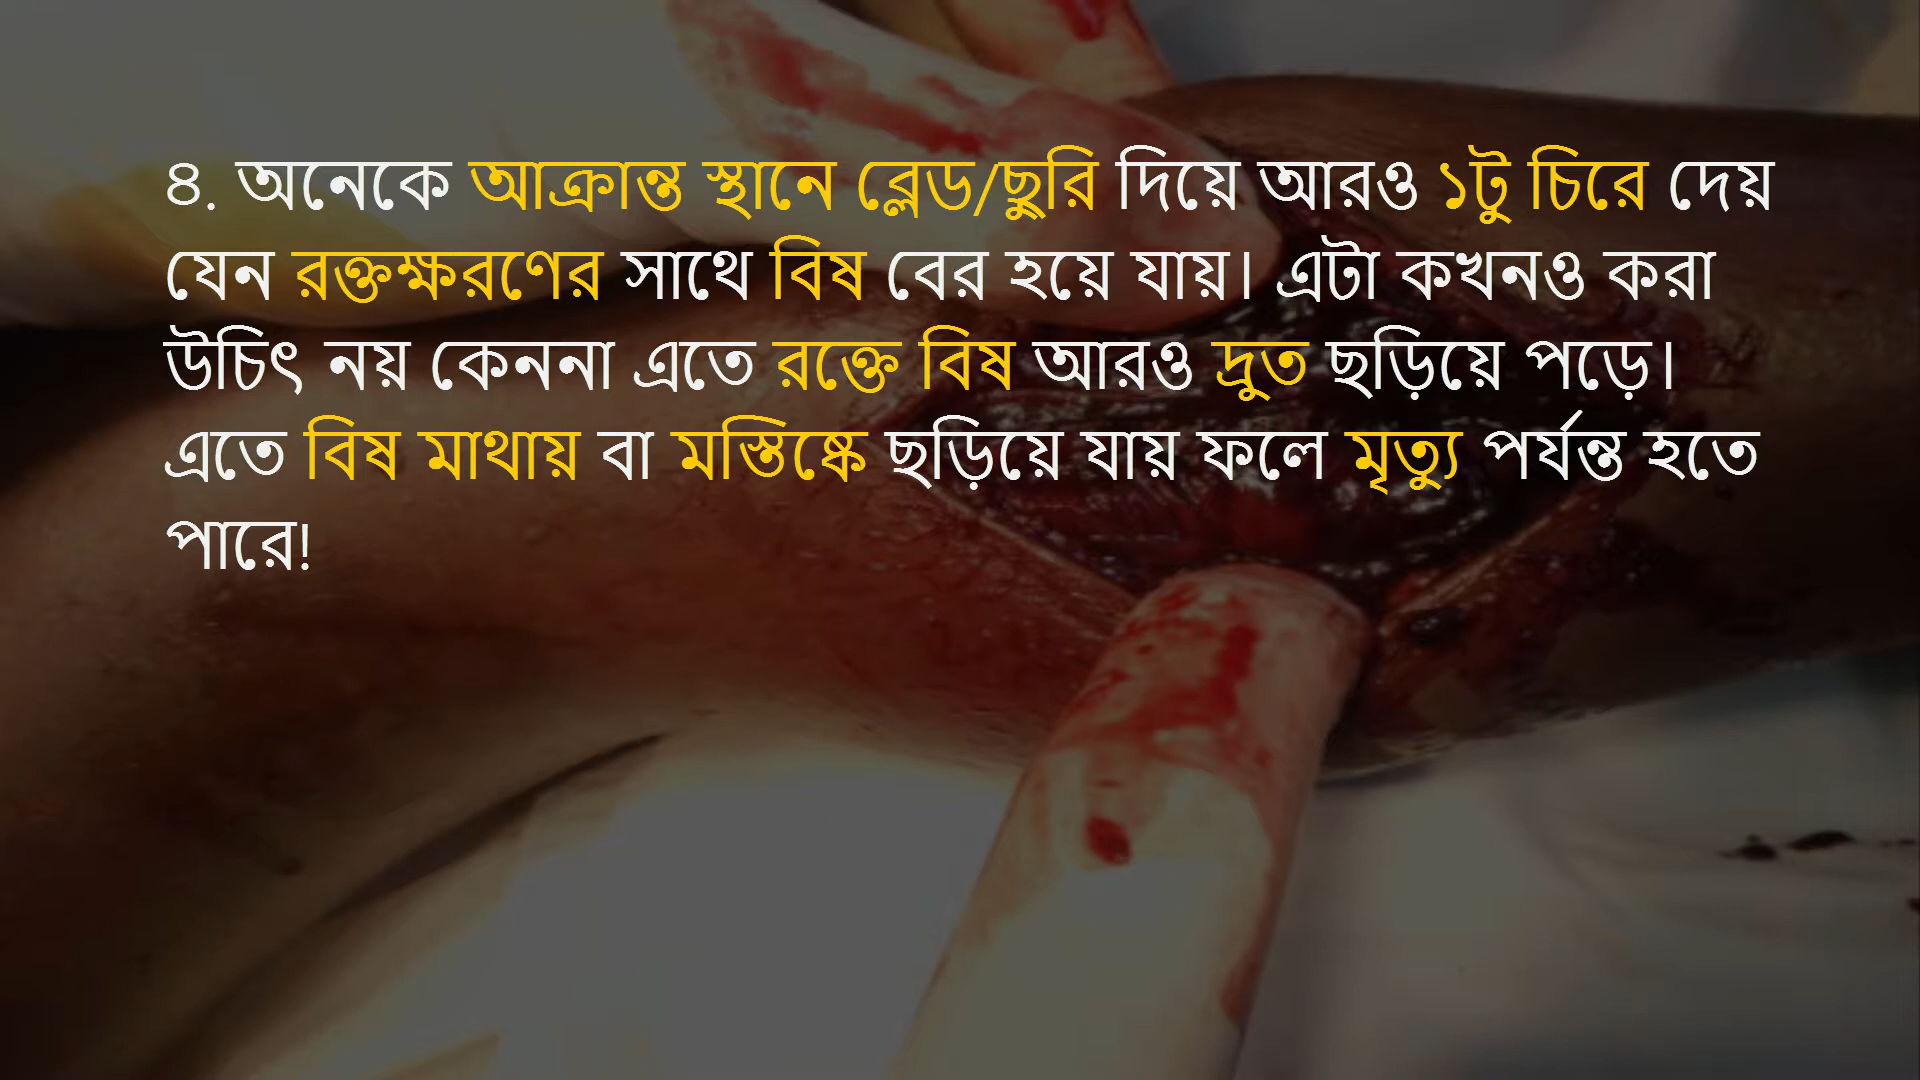 ৪. অনেকে আক্রান্ত স্থানে ব্লেড/ছুরি দিয়ে আরও ১টু চিরে দেয়
যেন রক্তক্ষরণের সাথে বিষ বের হয়ে যায়। এটা কখনও করা
উচিৎ নয় কেননা এতে রক্তে বিষ আরও দ্রুত ছড়িয়ে পড়ে।
এতে বিষ মাথায় বা মস্তিষ্কে ছড়িয়ে যায় ফলে মৃত্যু পর্যন্ত হতে
পারে!